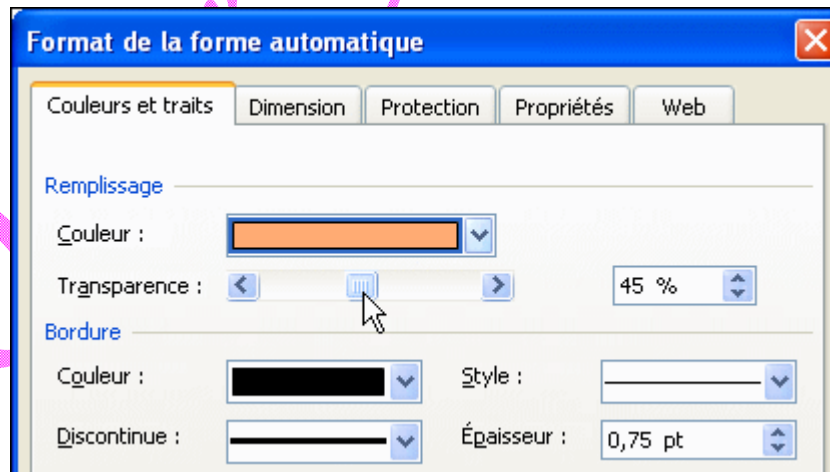 Format de la forme automatique
Couleurs et traits Dimension Protection Propriétés Web
Remplissage
Couleur :
Transparence : 45 %
Bordure
Couleur : Style :
Discontinue : Épaisseur : 0,75 pt